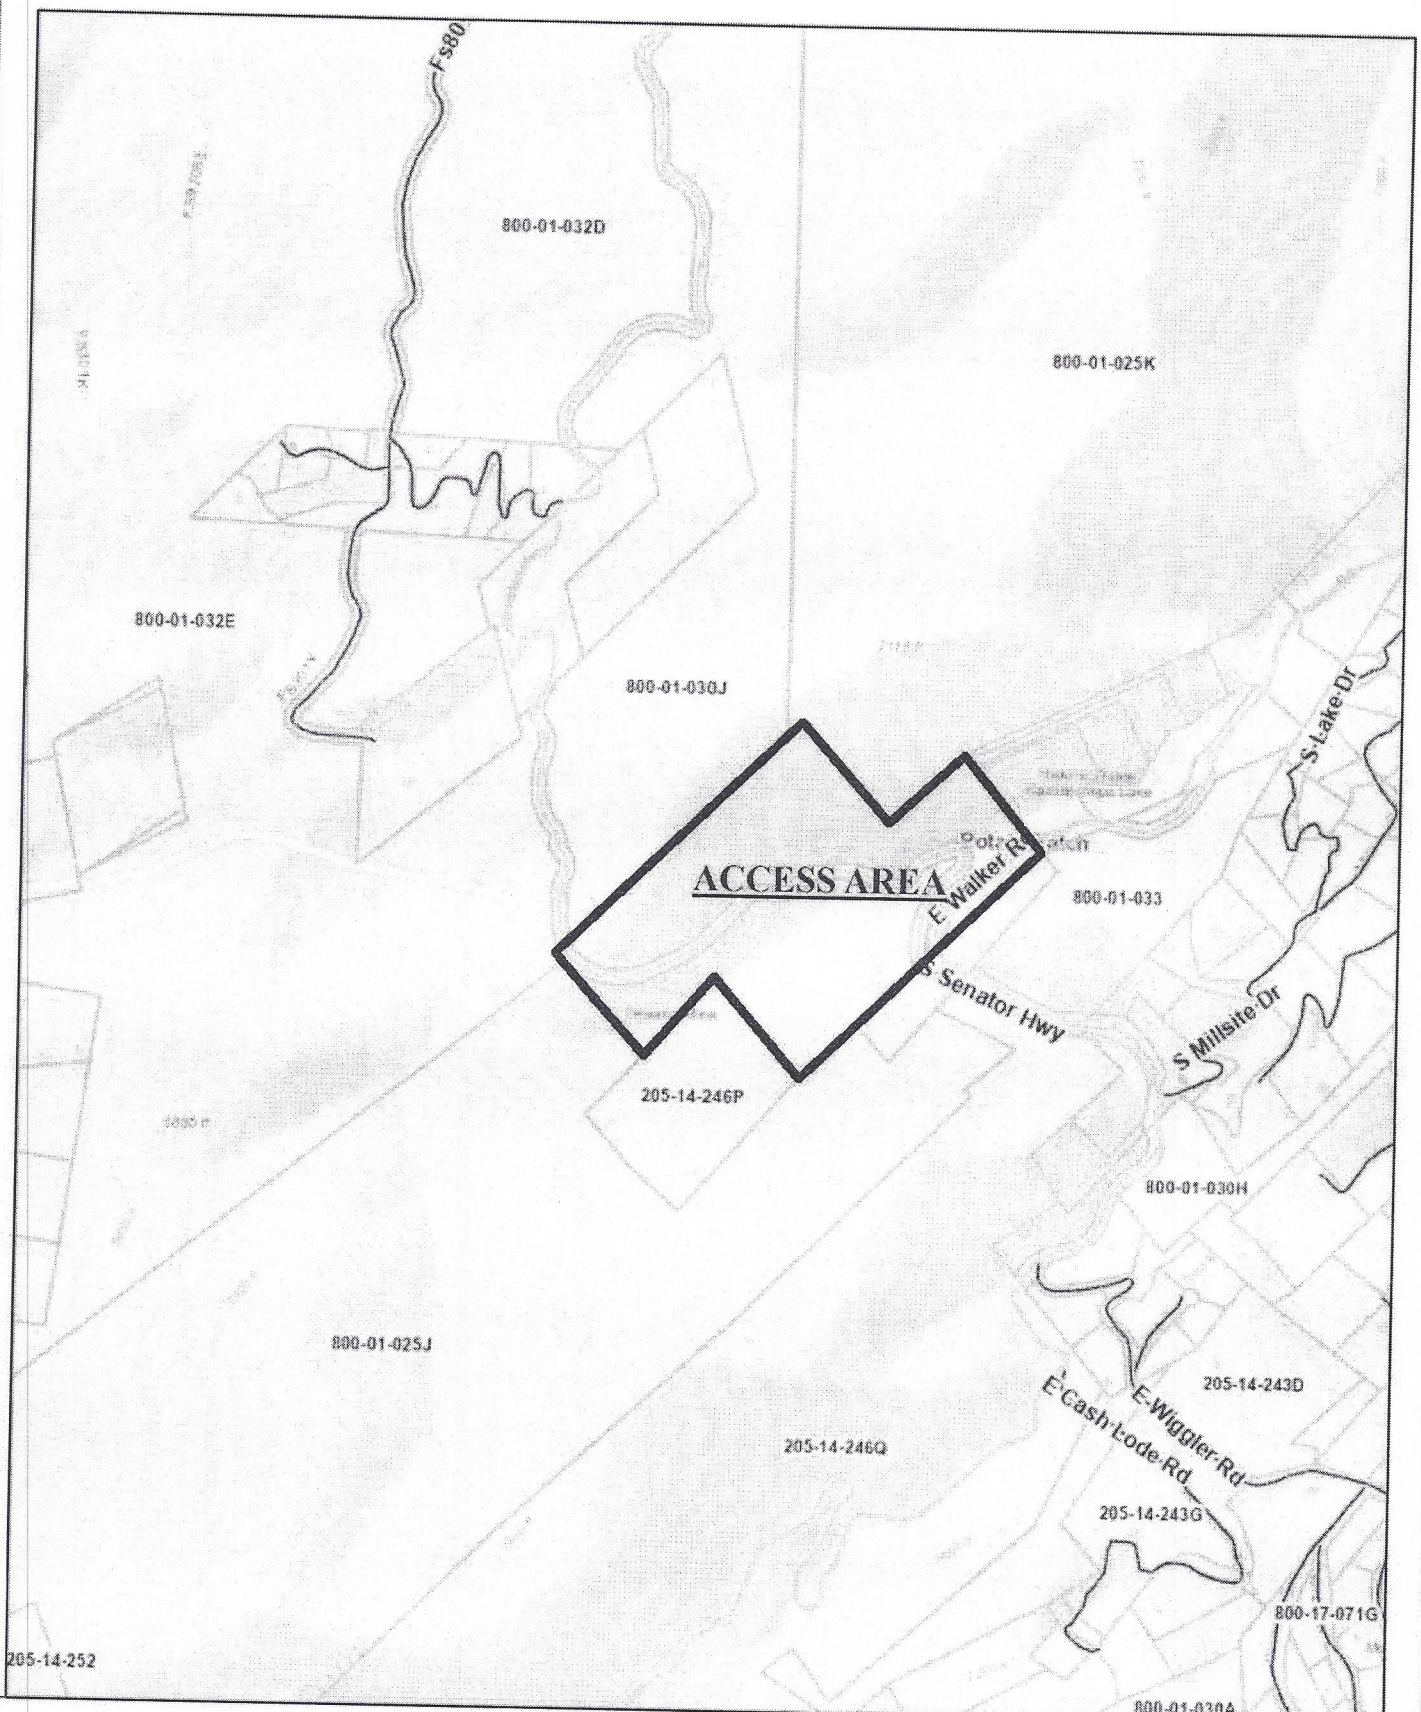 Fs80
800-01-032D
800-01-025K
800-01-032E
800-01-030J
S Lake Dr
ACCESS AREA
E Walker Rd
800-01-033
S Senator Hwy
S Millsite Dr
205-14-246P
800-01-030H
800-01-025J
205-14-243D
E Wiggler Rd
E Cash Lode Rd
205-14-246Q
205-14-243G
800-17-071G
205-14-252
800-01-030A